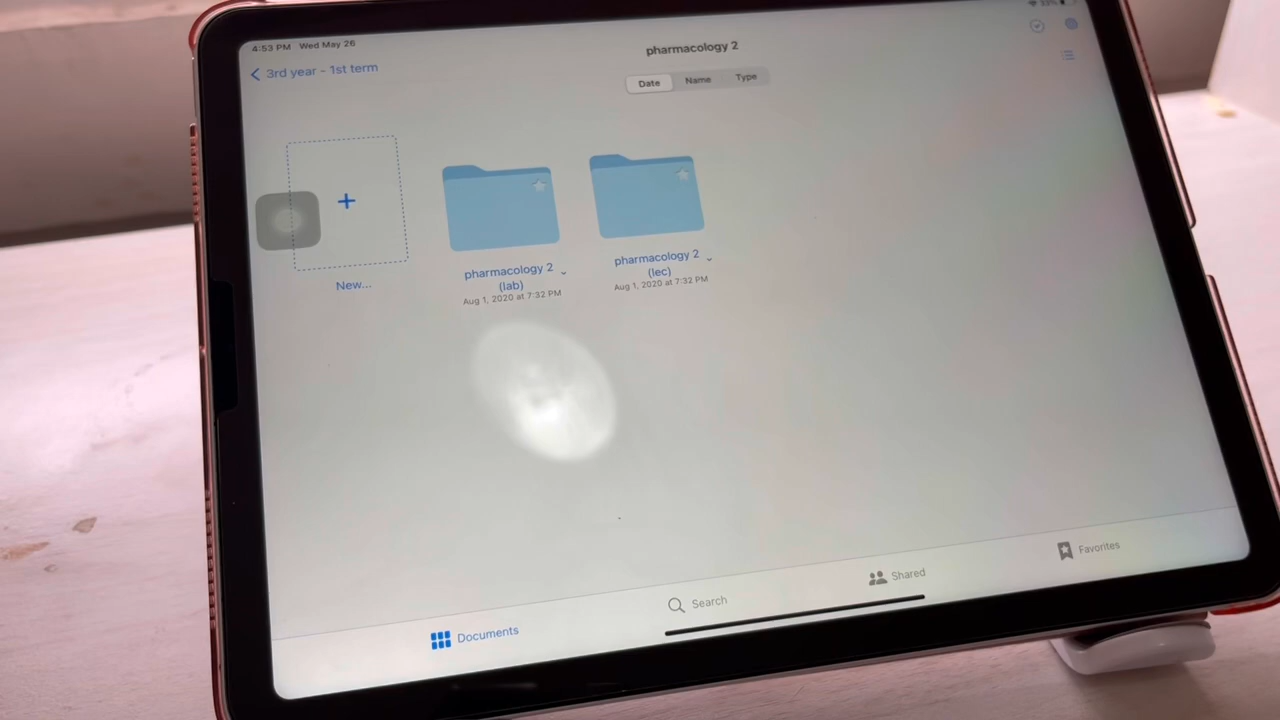 4:53 PM Wed May 26
33%
3rd year - 1st term
pharmacology 2
Date Name Type
New...
pharmacology 2
(lab)
Aug 1, 2020 at 7:32 PM
pharmacology 2
(lec)
Aug 1, 2020 at 7:32 PM
Documents
Search
Shared
Favorites